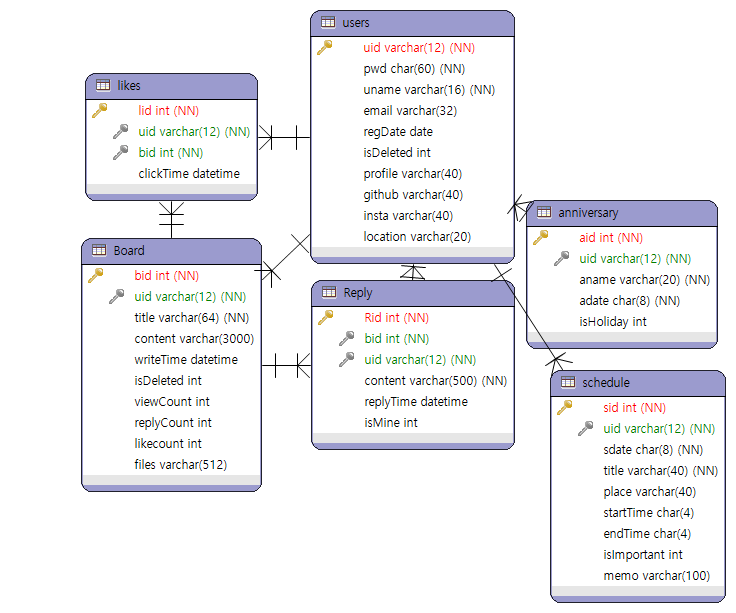 users
uid varchar(12) (NN)
pwd char(60) (NN)
uname varchar(16) (NN)
email varchar(32)
regDate date
isDeleted int
profile varchar(40)
github varchar(40)
insta varchar(40)
location varchar(20)
likes
lid int (NN)
uid varchar(12) (NN)
bid int (NN)
clickTime datetime
anniversary
aid int (NN)
uid varchar(12) (NN)
aname varchar(20) (NN)
adate char(8) (NN)
isHoliday int
Board
bid int (NN)
uid varchar(12) (NN)
title varchar(64) (NN)
content varchar(3000)
writeTime datetime
isDeleted int
viewCount int
replyCount int
likecount int
files varchar(512)
Reply
Rid int (NN)
bid int (NN)
uid varchar(12) (NN)
content varchar(500) (NN)
replyTime datetime
isMine int
schedule
sid int (NN)
uid varchar(12) (NN)
sdate char(8) (NN)
title varchar(40) (NN)
place varchar(40)
startTime char(4)
endTime char(4)
isImportant int
memo varchar(100)